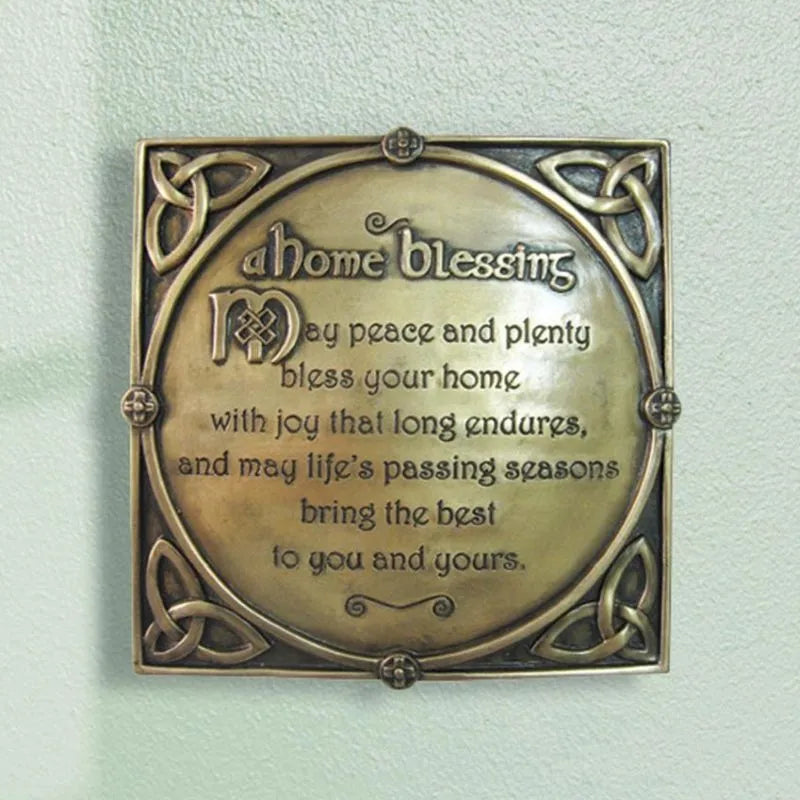 a home blessing
May peace and plenty
bless your home
with joy that long endures,
and may life's passing seasons
bring the best
to you and yours.